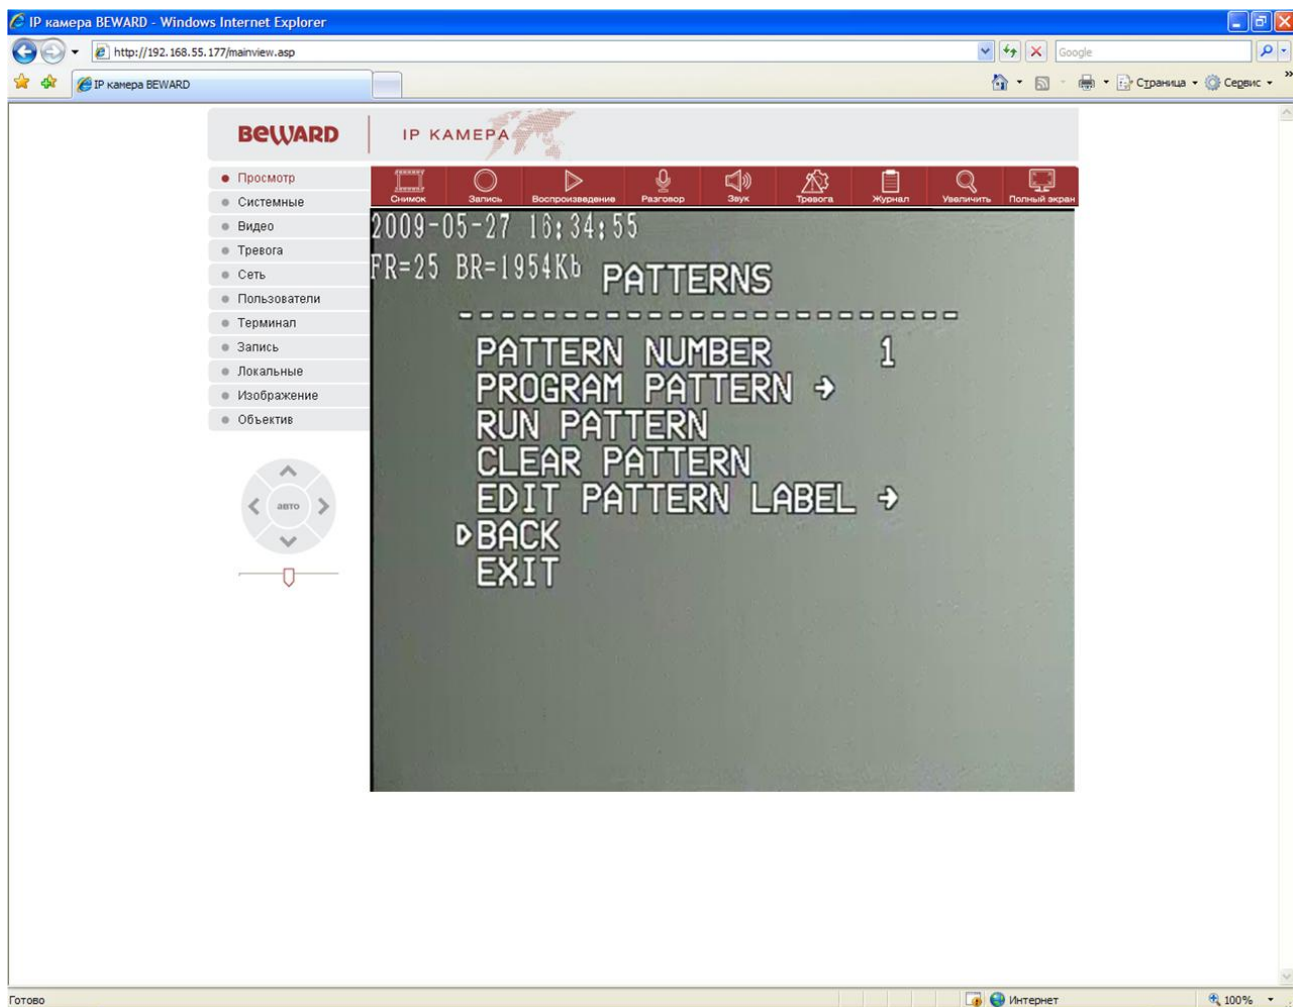 IP камера BEWARD - Windows Internet Explorer
http://192.168.55.177/mainview.asp
Google
IP камера BEWARD
Страница
Сервис
BEWARD
IP КАМЕРА
Просмотр
Системные
Видео
Тревога
Сеть
Пользователи
Терминал
Запись
Локальные
Изображение
Объектив
авто
Снимок
Запись
Воспроизведение
Разговор
Звук
Тревога
Журнал
Увеличить
Полный экран
2009-05-27 16:34:55
FR=25 BR=1954Kb
PATTERNS
-------------------------
PATTERN NUMBER 1
PROGRAM PATTERN →
RUN PATTERN
CLEAR PATTERN
EDIT PATTERN LABEL →
BACK
EXIT
Готово
Интернет
100%